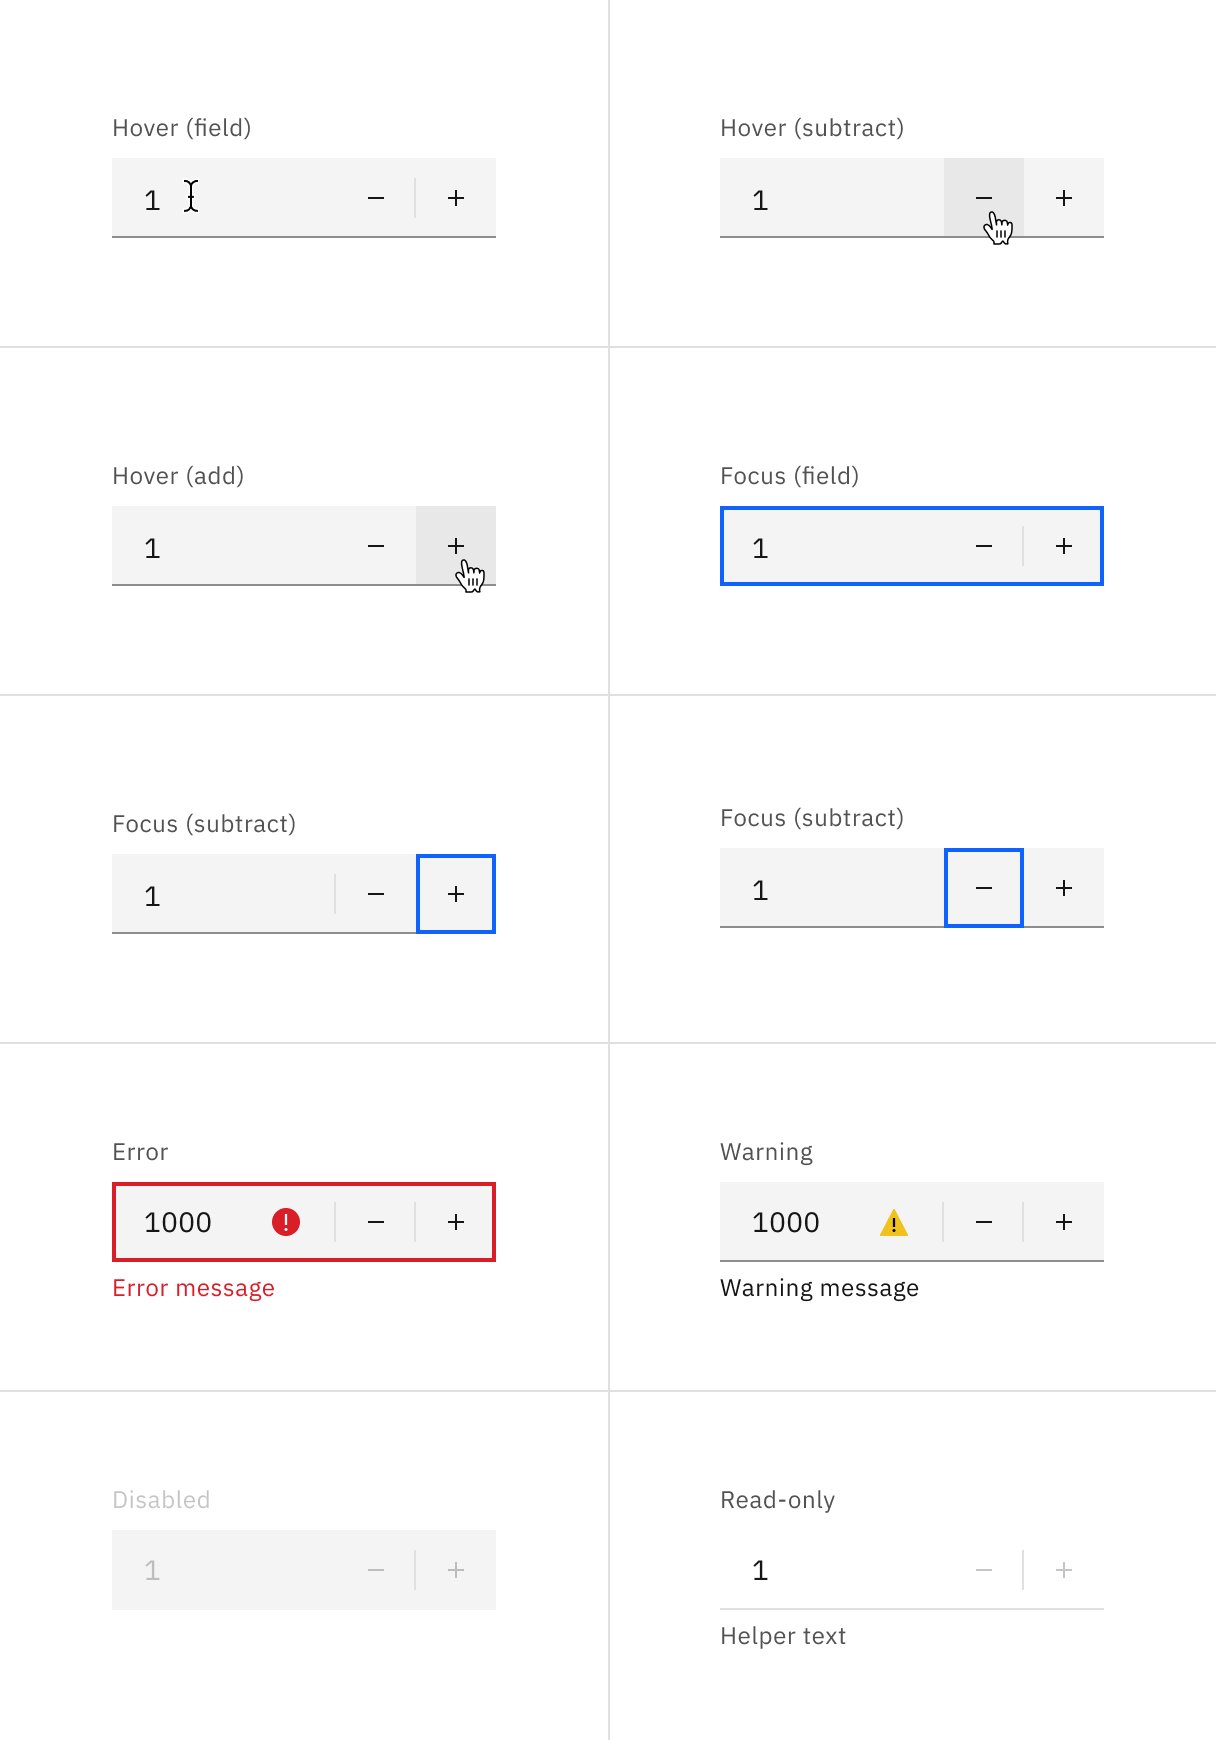 Hover (field)
1 − +
Hover (subtract)
1 − +
Hover (add)
1 − +
Focus (field)
1 − +
Focus (subtract)
1 − +
Focus (subtract)
1 − +
Error
1000 ! − +
Error message
Warning
1000 ! − +
Warning message
Disabled
1 − +
Read-only
1 − +
Helper text